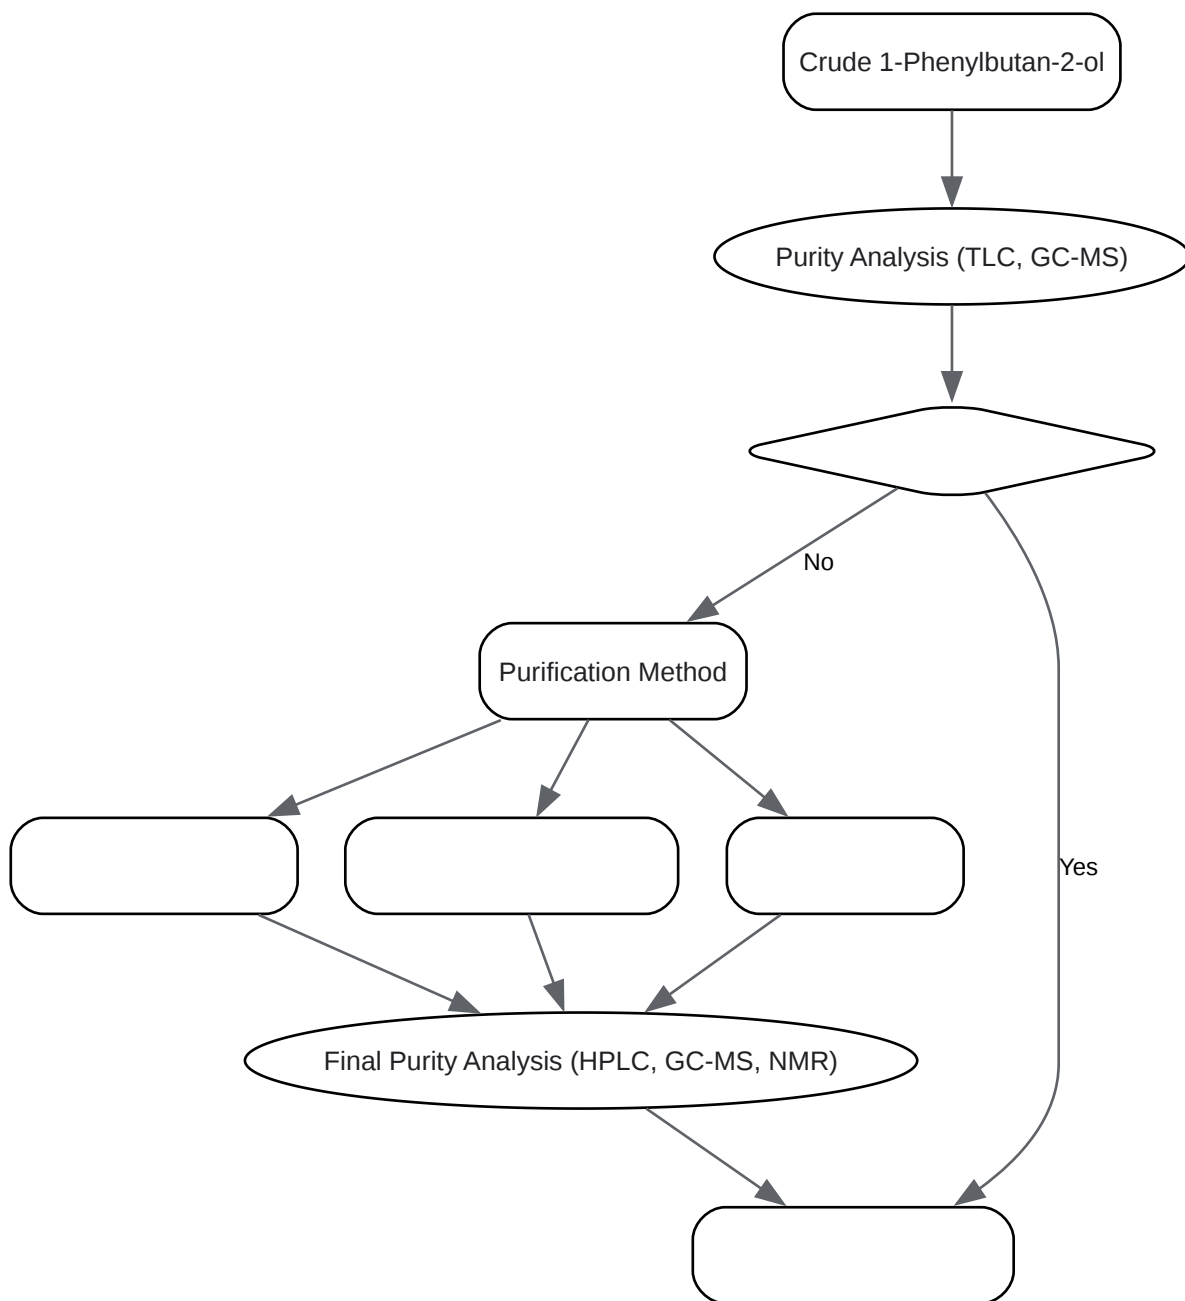 Crude 1-Phenylbutan-2-ol
Purity Analysis (TLC, GC-MS)
No
Purification Method
Yes
Final Purity Analysis (HPLC, GC-MS, NMR)